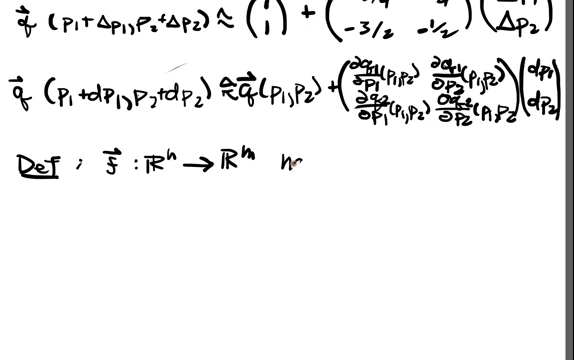 q⃗ (p₁+Δp₁, p₂+Δp₂) ≈ (1 1) + ( -3/2 -1/2 ) ( Δp₂ )
q⃗ (p₁+dp₁, p₂+dp₂) ≈ q⃗(p₁, p₂) + ( ∂q₁/∂p₁(p₁,p₂) ∂q₁/∂p₂(p₁,p₂) ∂q₂/∂p₁(p₁,p₂) ∂q₂/∂p₂(p₁,p₂) ) ( dp₁ dp₂ )
Def : f⃗ : ℝⁿ → ℝᵐ